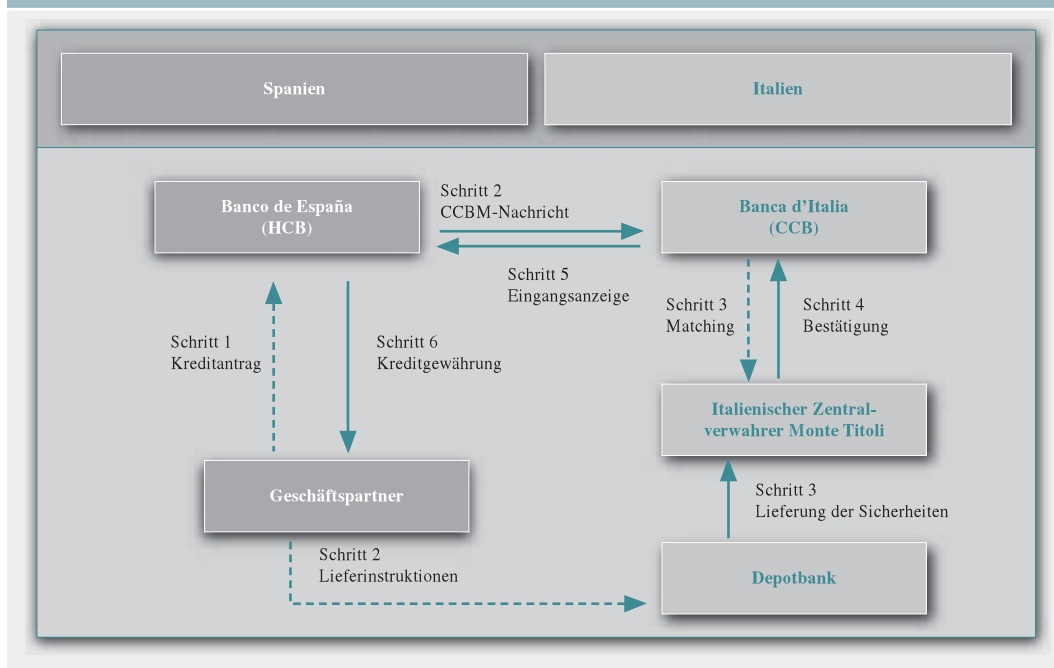 Spanien
Italien
Banco de España
(HCB)
Schritt 2
CCBM-Nachricht
Banca d’Italia
(CCB)
Schritt 5
Eingangsanzeige
Schritt 1
Kreditantrag
Schritt 6
Kreditgewährung
Schritt 3
Matching
Schritt 4
Bestätigung
Italienischer Zentral-
verwahrer Monte Titoli
Geschäftspartner
Schritt 3
Lieferung der Sicherheiten
Schritt 2
Lieferinstruktionen
Depotbank